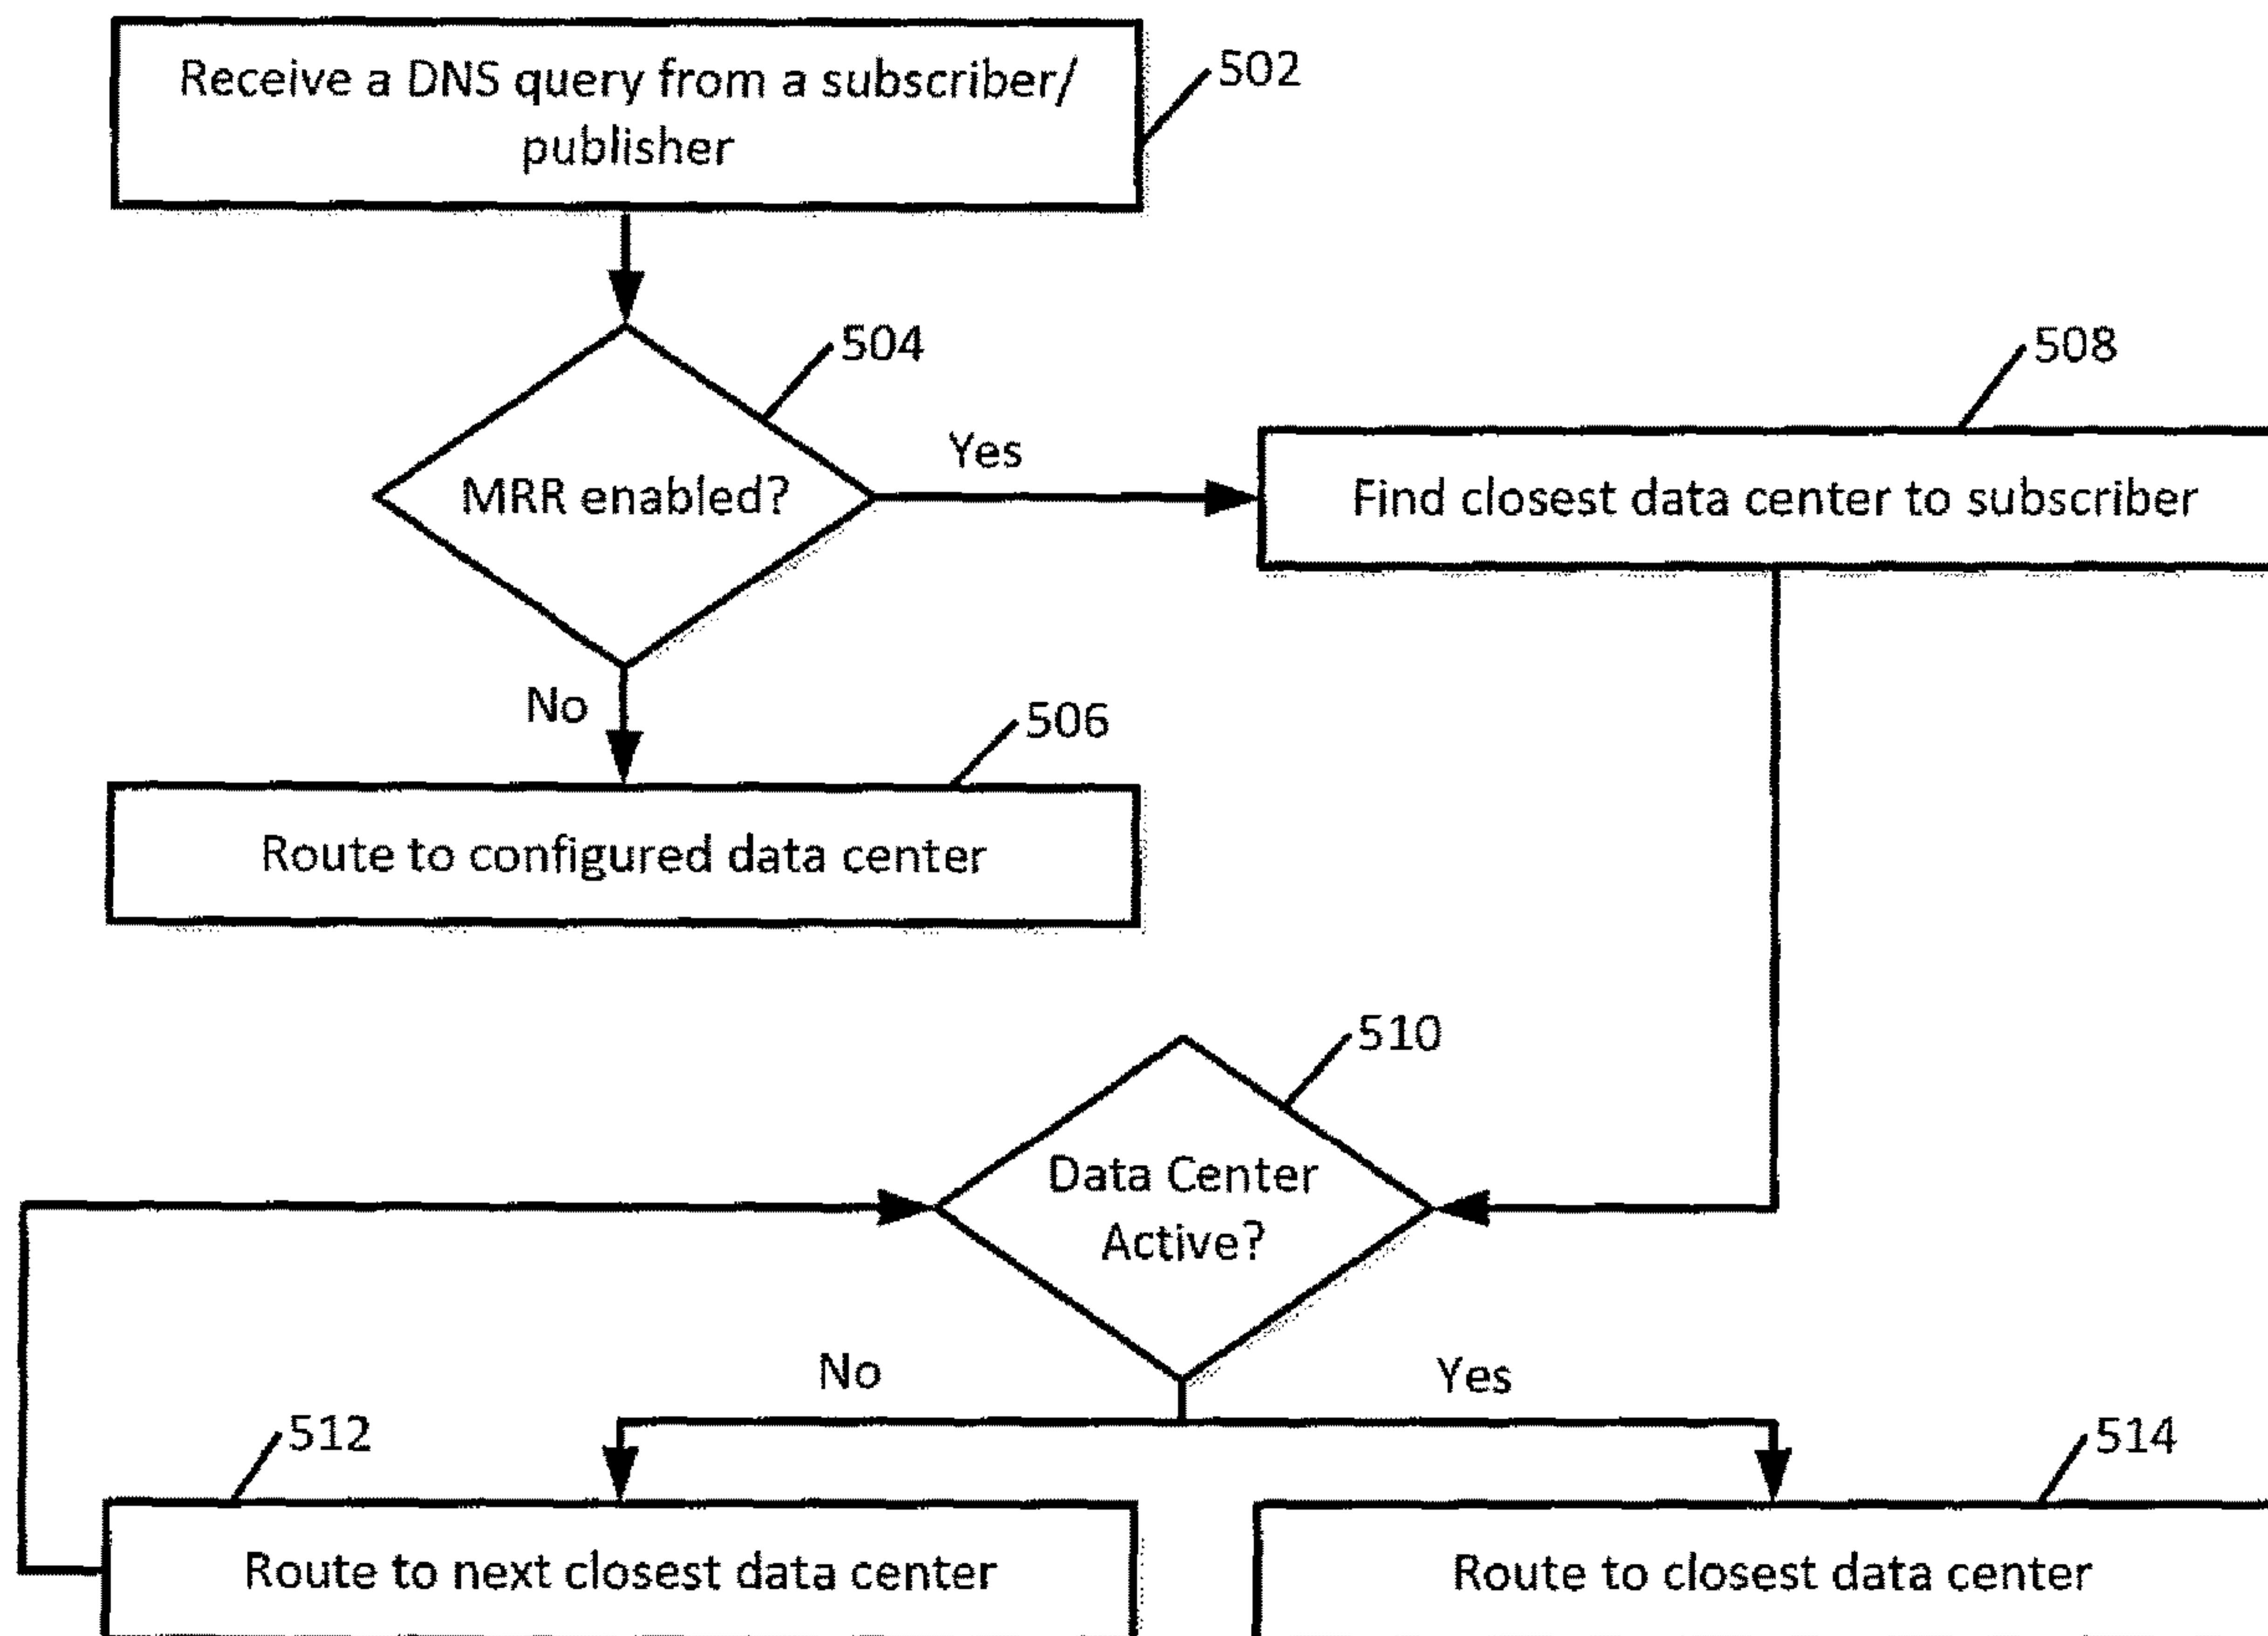 Receive a DNS query from a subscriber/
publisher
502
504
MRR enabled?
Yes
508
Find closest data center to subscriber
No
506
Route to configured data center
510
Data Center
Active?
No
Yes
512
Route to next closest data center
514
Route to closest data center